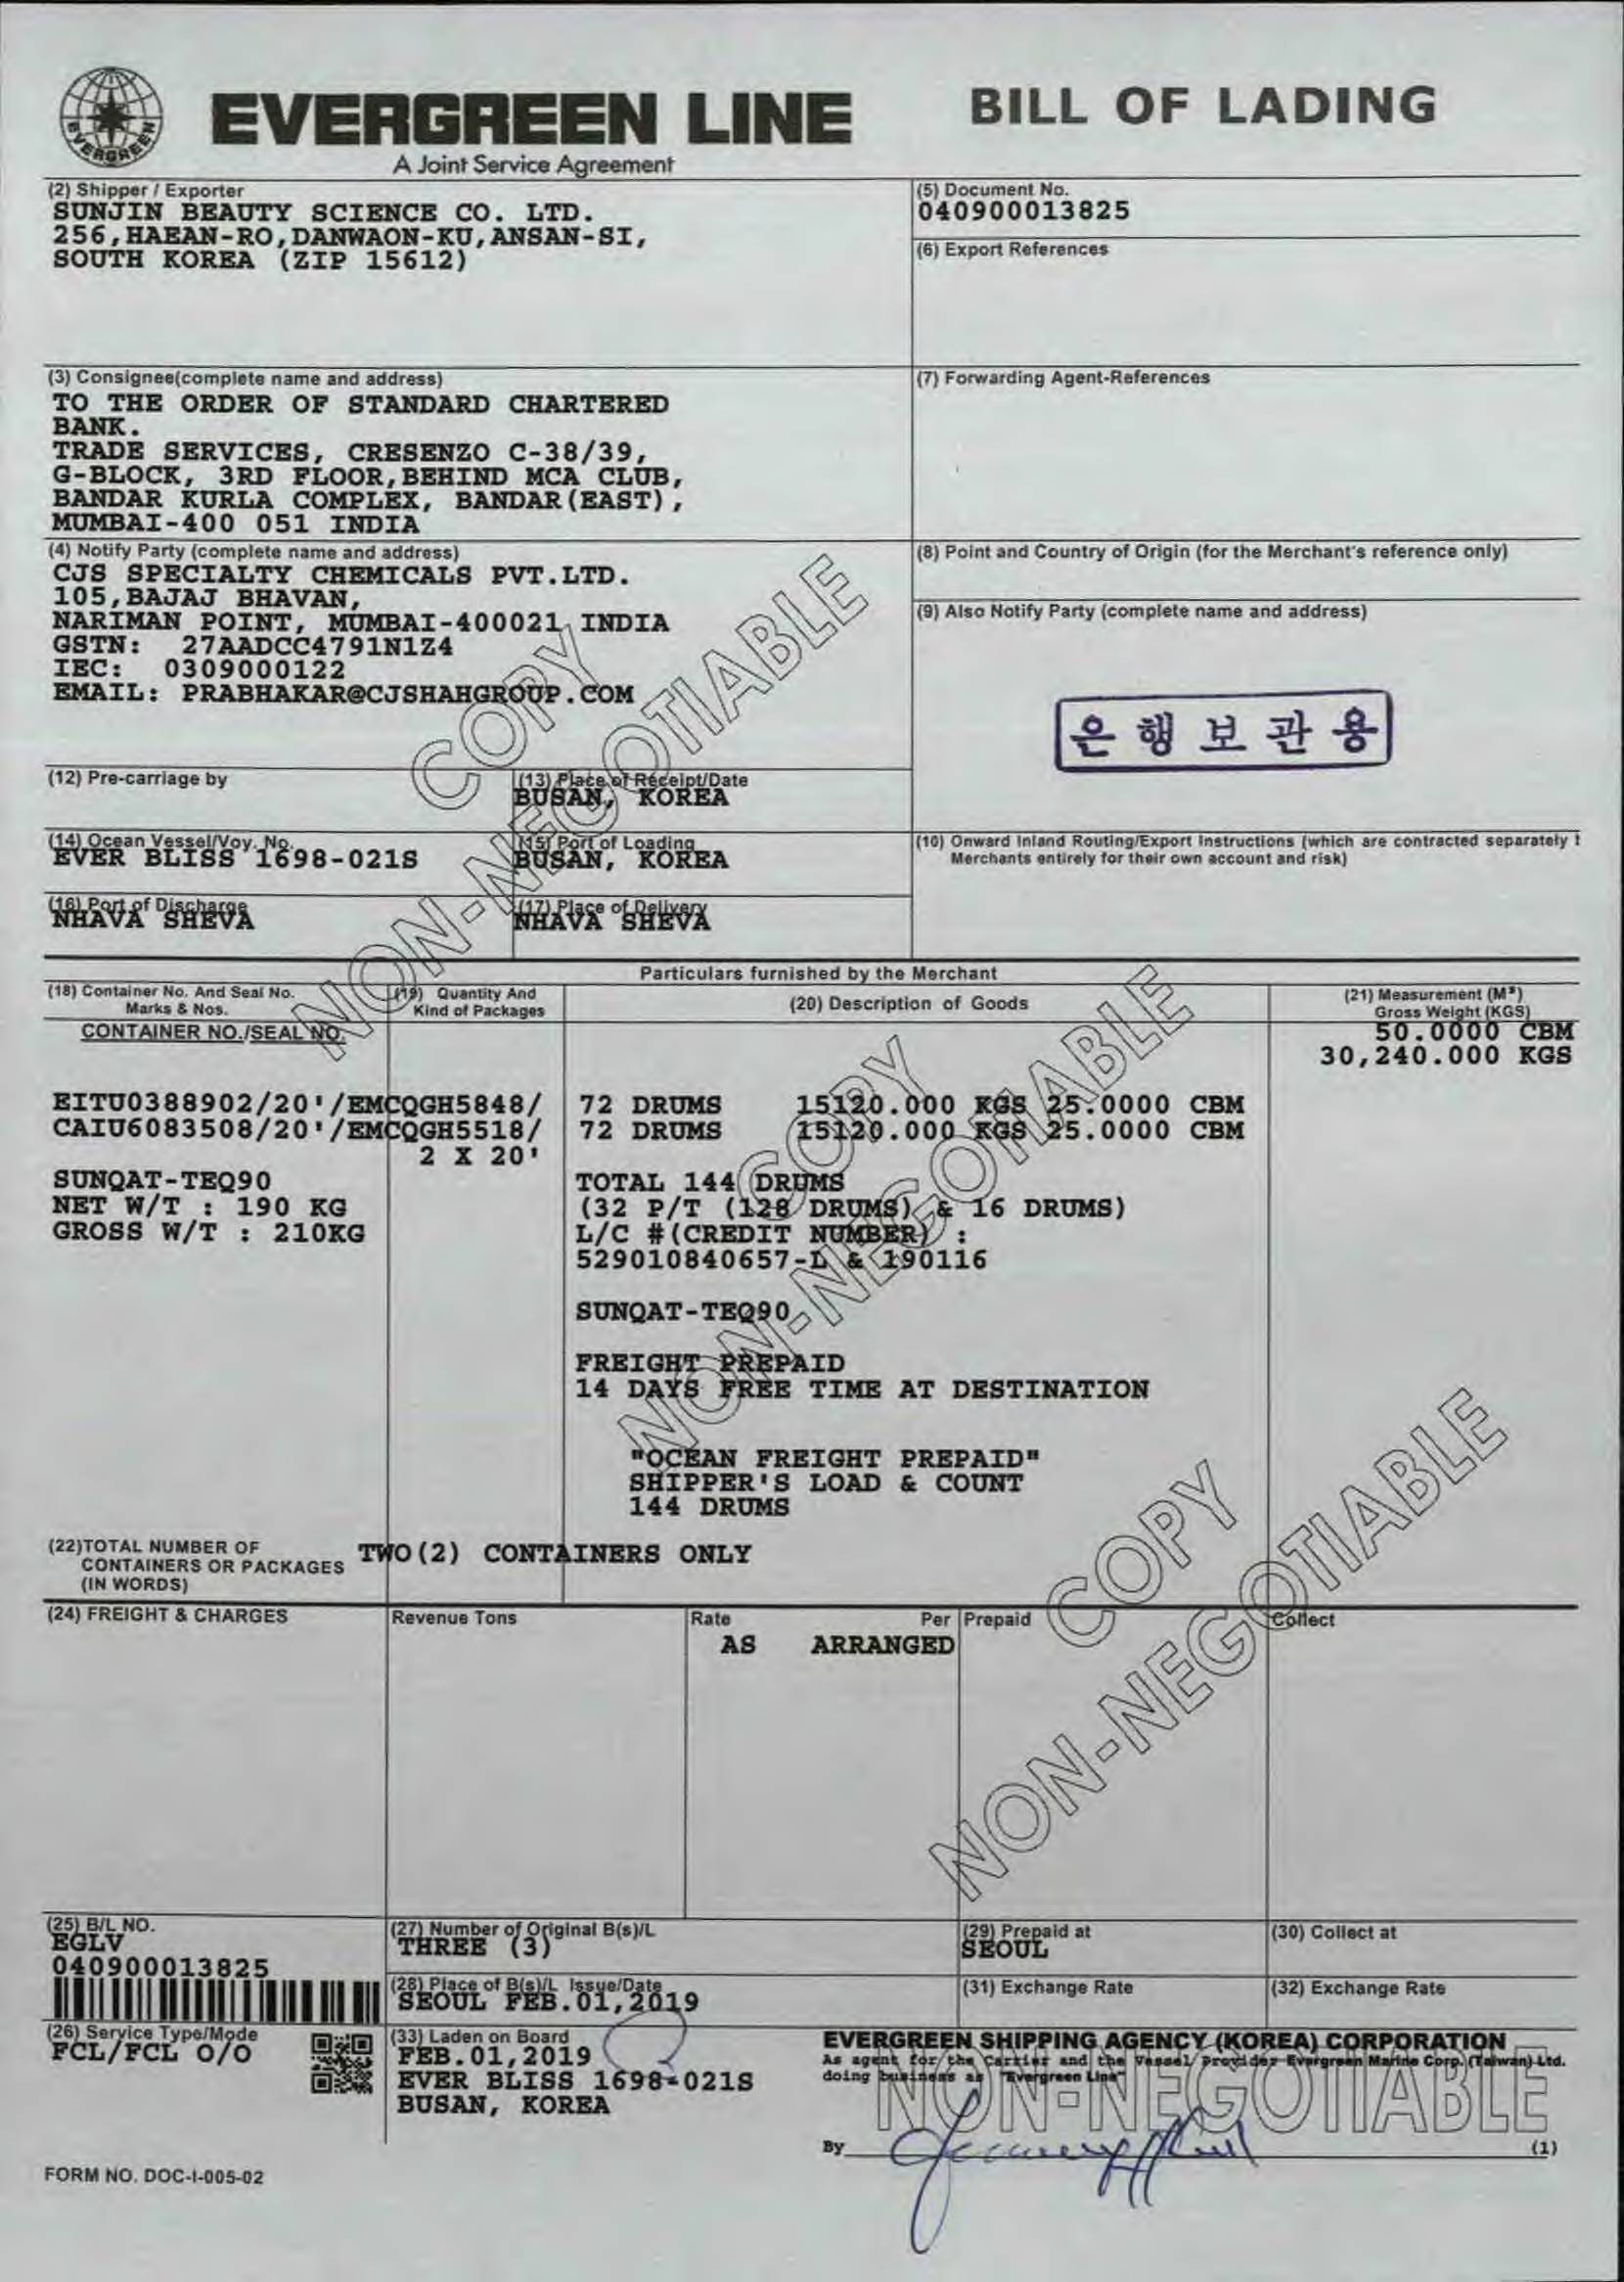 EVERGREEN
EVERGREEN LINE
A Joint Service Agreement
BILL OF LADING
(2) Shipper / Exporter
SUNJIN BEAUTY SCIENCE CO. LTD.
256,HAEAN-RO,DANWAON-KU,ANSAN-SI,
SOUTH KOREA (ZIP 15612)
(5) Document No.
040900013825
(6) Export References
(3) Consignee(complete name and address)
TO THE ORDER OF STANDARD CHARTERED
BANK.
TRADE SERVICES, CRESENZO C-38/39,
G-BLOCK, 3RD FLOOR,BEHIND MCA CLUB,
BANDAR KURLA COMPLEX, BANDAR(EAST),
MUMBAI-400 051 INDIA
(7) Forwarding Agent-References
(4) Notify Party (complete name and address)
CJS SPECIALTY CHEMICALS PVT.LTD.
105,BAJAJ BHAVAN,
NARIMAN POINT, MUMBAI-400021 INDIA
GSTN: 27AADCC4791N1Z4
IEC: 0309000122
EMAIL: PRABHAKAR@CJSHAHGROUP.COM
(8) Point and Country of Origin (for the Merchant's reference only)
(9) Also Notify Party (complete name and address)
은행보관용
COPY
NON-NEGOTIABLE
(12) Pre-carriage by
(13) Place of Receipt/Date
BUSAN, KOREA
(14) Ocean Vessel/Voy. No.
EVER BLISS 1698-021S
(15) Port of Loading
BUSAN, KOREA
(10) Onward Inland Routing/Export Instructions (which are contracted separately
Merchants entirely for their own account and risk)
(16) Port of Discharge
NHAVA SHEVA
(17) Place of Delivery
NHAVA SHEVA
Particulars furnished by the Merchant
(18) Container No. And Seal No.
Marks & Nos.
(19) Quantity And
Kind of Packages
(20) Description of Goods
(21) Measurement (M³)
Gross Weight (KGS)
CONTAINER NO./SEAL NO.
50.0000 CBM
30,240.000 KGS
EITU0388902/20'/EMCQGH5848/ 72 DRUMS 15120.000 KGS 25.0000 CBM
CAIU6083508/20'/EMCQGH5518/ 72 DRUMS 15120.000 KGS 25.0000 CBM
2 X 20'
SUNQAT-TEQ90
NET W/T : 190 KG
GROSS W/T : 210KG
TOTAL 144 DRUMS
(32 P/T (128 DRUMS) & 16 DRUMS)
L/C #(CREDIT NUMBER) :
529010840657-L & 190116
SUNQAT-TEQ90
FREIGHT PREPAID
14 DAYS FREE TIME AT DESTINATION
"OCEAN FREIGHT PREPAID"
SHIPPER'S LOAD & COUNT
144 DRUMS
COPY
NON-NEGOTIABLE
(22)TOTAL NUMBER OF
CONTAINERS OR PACKAGES
(IN WORDS)
TWO(2) CONTAINERS ONLY
(24) FREIGHT & CHARGES
Revenue Tons
Rate
Per
Prepaid
Collect
AS ARRANGED
COPY
NON-NEGOTIABLE
(25) B/L NO.
EGLV
040900013825
(27) Number of Original B(s)/L
THREE (3)
(29) Prepaid at
SEOUL
(30) Collect at
(28) Place of B(s)/L Issue/Date
SEOUL FEB.01,2019
(31) Exchange Rate
(32) Exchange Rate
(26) Service Type/Mode
FCL/FCL O/O
(33) Laden on Board
FEB.01,2019
EVER BLISS 1698-021S
BUSAN, KOREA
EVERGREEN SHIPPING AGENCY (KOREA) CORPORATION
As agent for the Carrier and the Vessel Provider Evergreen Marine Corp. (Taiwan) Ltd.
doing business as "Evergreen Line"
NON-NEGOTIABLE
By
(1)
FORM NO. DOC-I-005-02